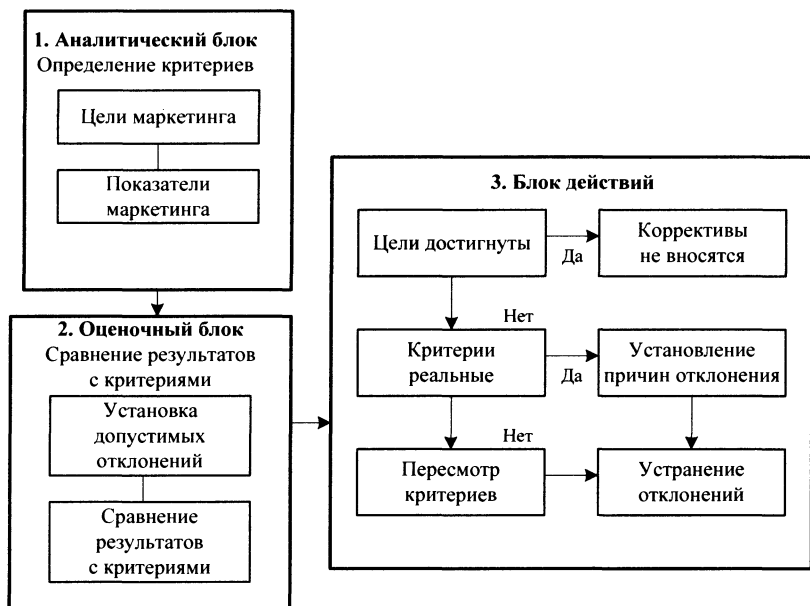 1. Аналитический блок
Определение критериев
Цели маркетинга
Показатели
маркетинга
2. Оценочный блок
Сравнение результатов
с критериями
Установка
допустимых
отклонений
Сравнение
результатов
с критериями
3. Блок действий
Цели достигнуты
Да
Коррективы
не вносятся
Нет
Критерии
реальные
Да
Установление
причин отклонения
Нет
Пересмотр
критериев
Устранение
отклонений